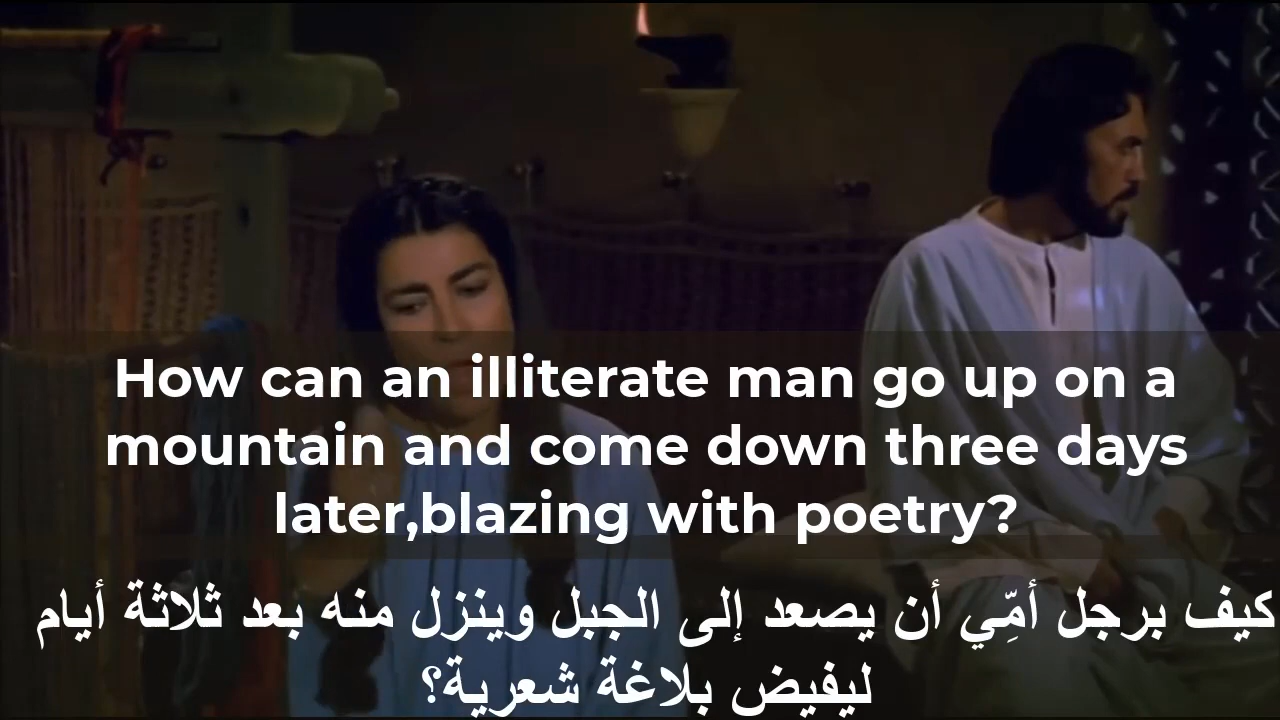 How can an illiterate man go up on a
mountain and come down three days
later,blazing with poetry?
كيف برجل أمِّي أن يصعد إلى الجبل وينزل منه بعد ثلاثة أيام
ليفيض بلاغة شعرية؟